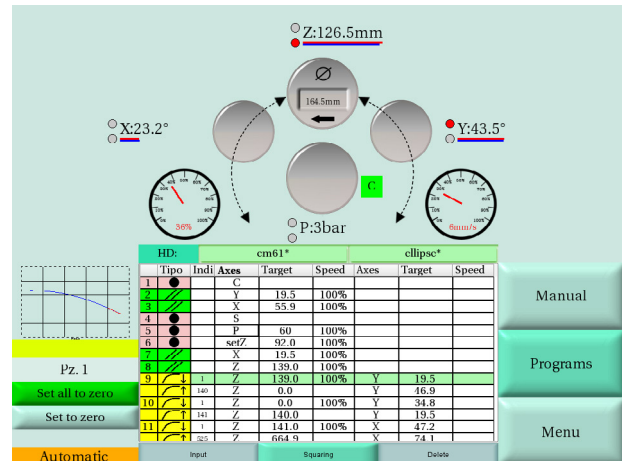 Z:126.5mm
Ø
164.5mm
X:23.2°
Y:43.5°
C
P:3bar
36%
6mm/s
HD: cm61* cllipse*
Tipo Indi Axes Target Speed Axes Target Speed
1 C
2 Y 19.5 100%
3 X 55.9 100%
4 S
5 P 60 100%
6 setZ 92.0 100%
7 X 19.5 100%
8 Z 139.0 100%
9 1 Z 139.0 100% Y 19.5
140 Z 0.0 Y 46.9
10 1 Z 0.0 100% Y 34.8
141 Z 140.0 Y 19.5
11 1 Z 141.0 100% X 47.2
525 Z 664.9 X 74.1
Pz. 1
Set all to zero
Set to zero
Automatic
Input Squaring Delete
Manual
Programs
Menu